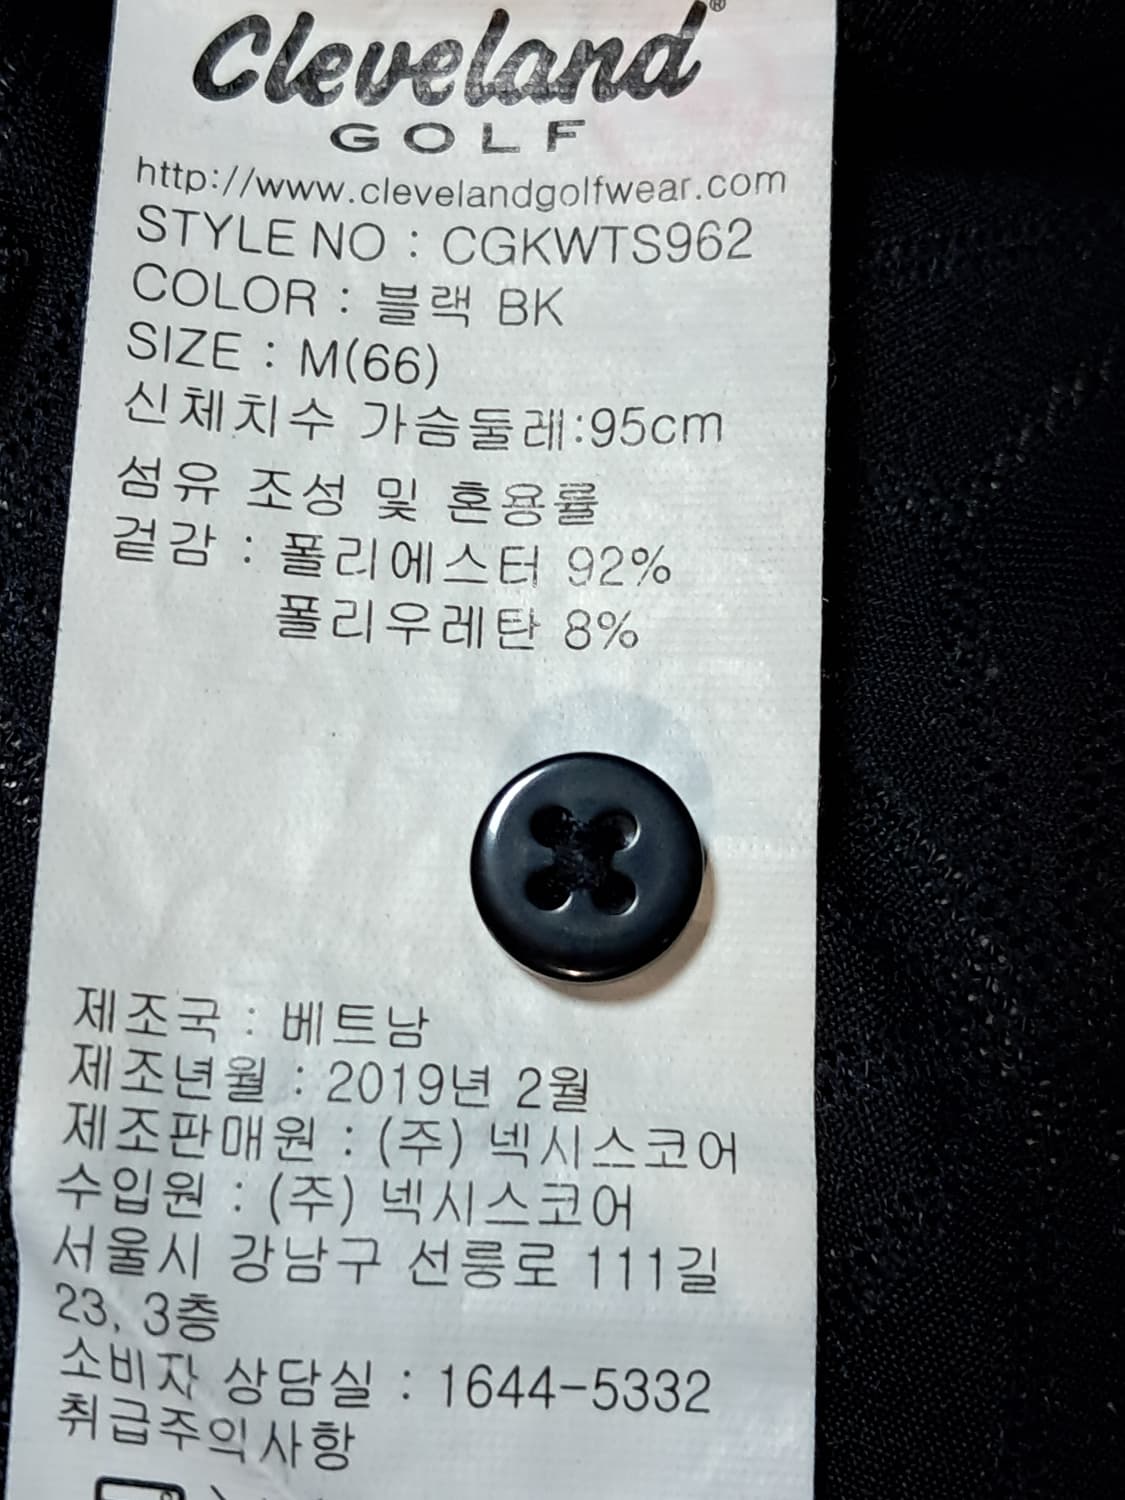 Cleveland®
GOLF
http://www.clevelandgolfwear.com
STYLE NO : CGKWTS962
COLOR : 블랙 BK
SIZE : M(66)
신체치수 가슴둘레:95cm
섬유 조성 및 혼용률
겉감 : 폴리에스터 92%
폴리우레탄 8%
제조국 : 베트남
제조년월 : 2019년 2월
제조판매원 : (주) 넥시스코어
수입원 : (주) 넥시스코어
서울시 강남구 선릉로 111길
23, 3층
소비자 상담실 : 1644-5332
취급주의사항